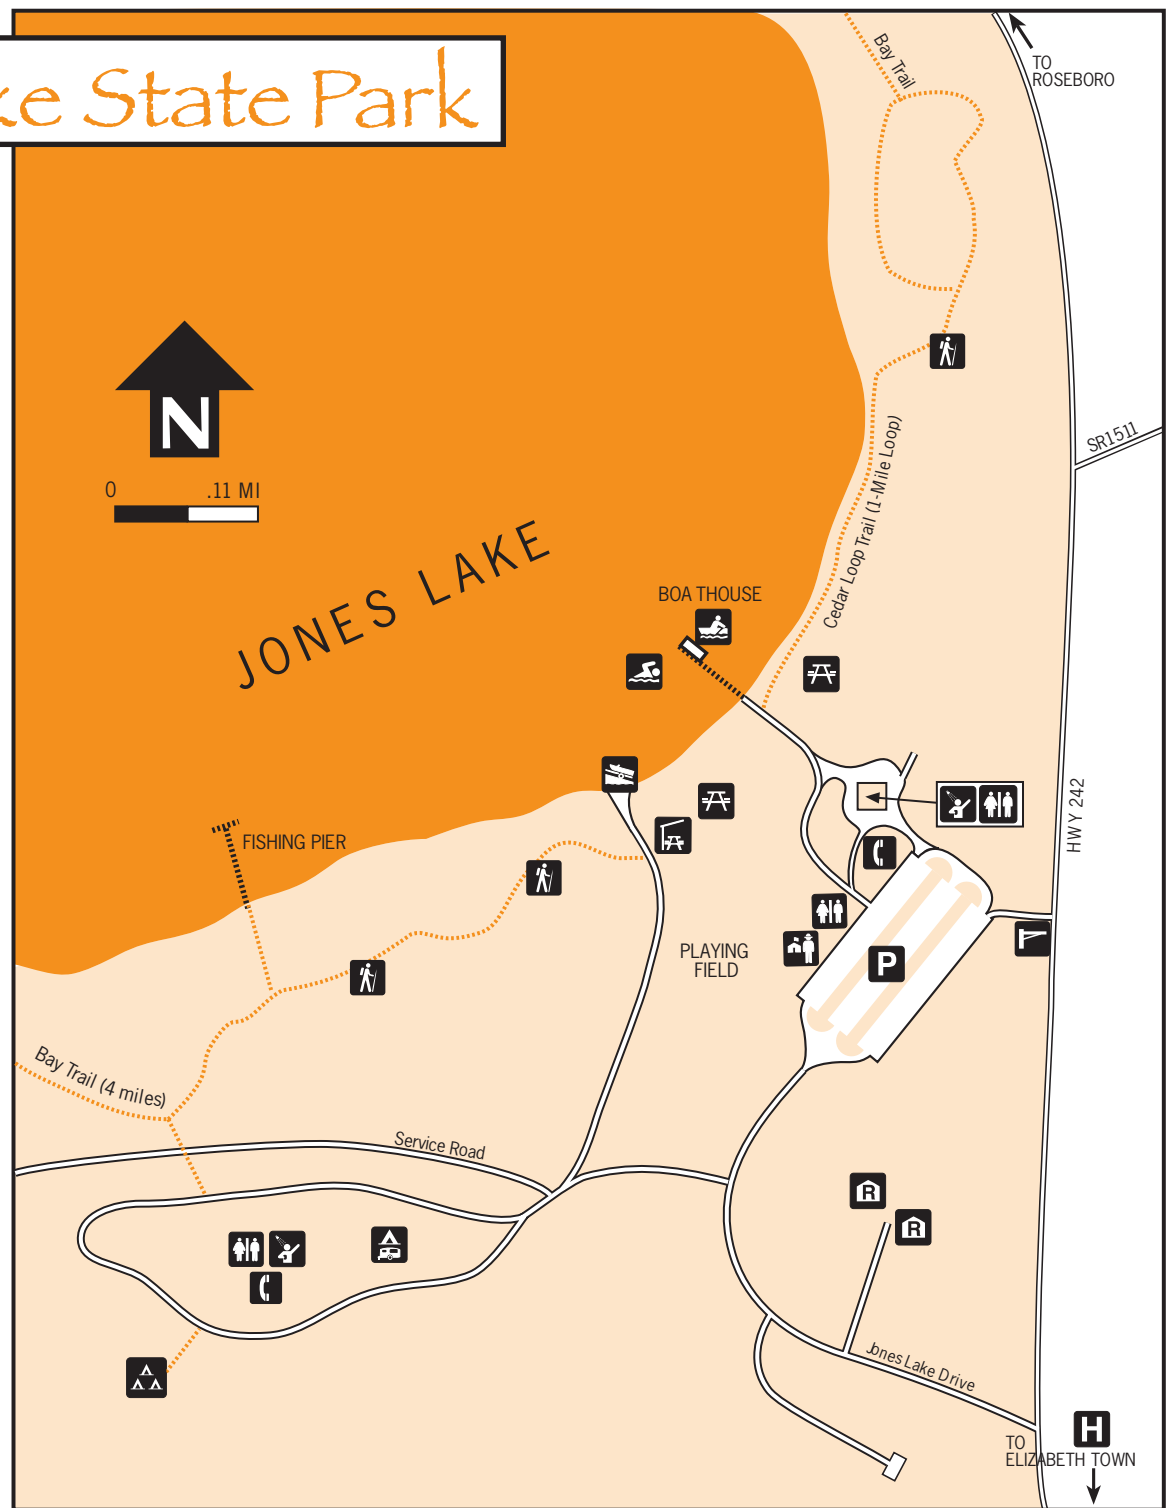 ke State Park
TO
ROSEBORO
Bay Trail
N
0 .11 MI
SR1511
Cedar Loop Trail (1-Mile Loop)
JONES LAKE
BOA THOUSE
HWY 242
FISHING PIER
PLAYING
FIELD
P
Bay Trail (4 miles)
Service Road
R
R
Jones Lake Drive
H
TO
ELIZABETH TOWN